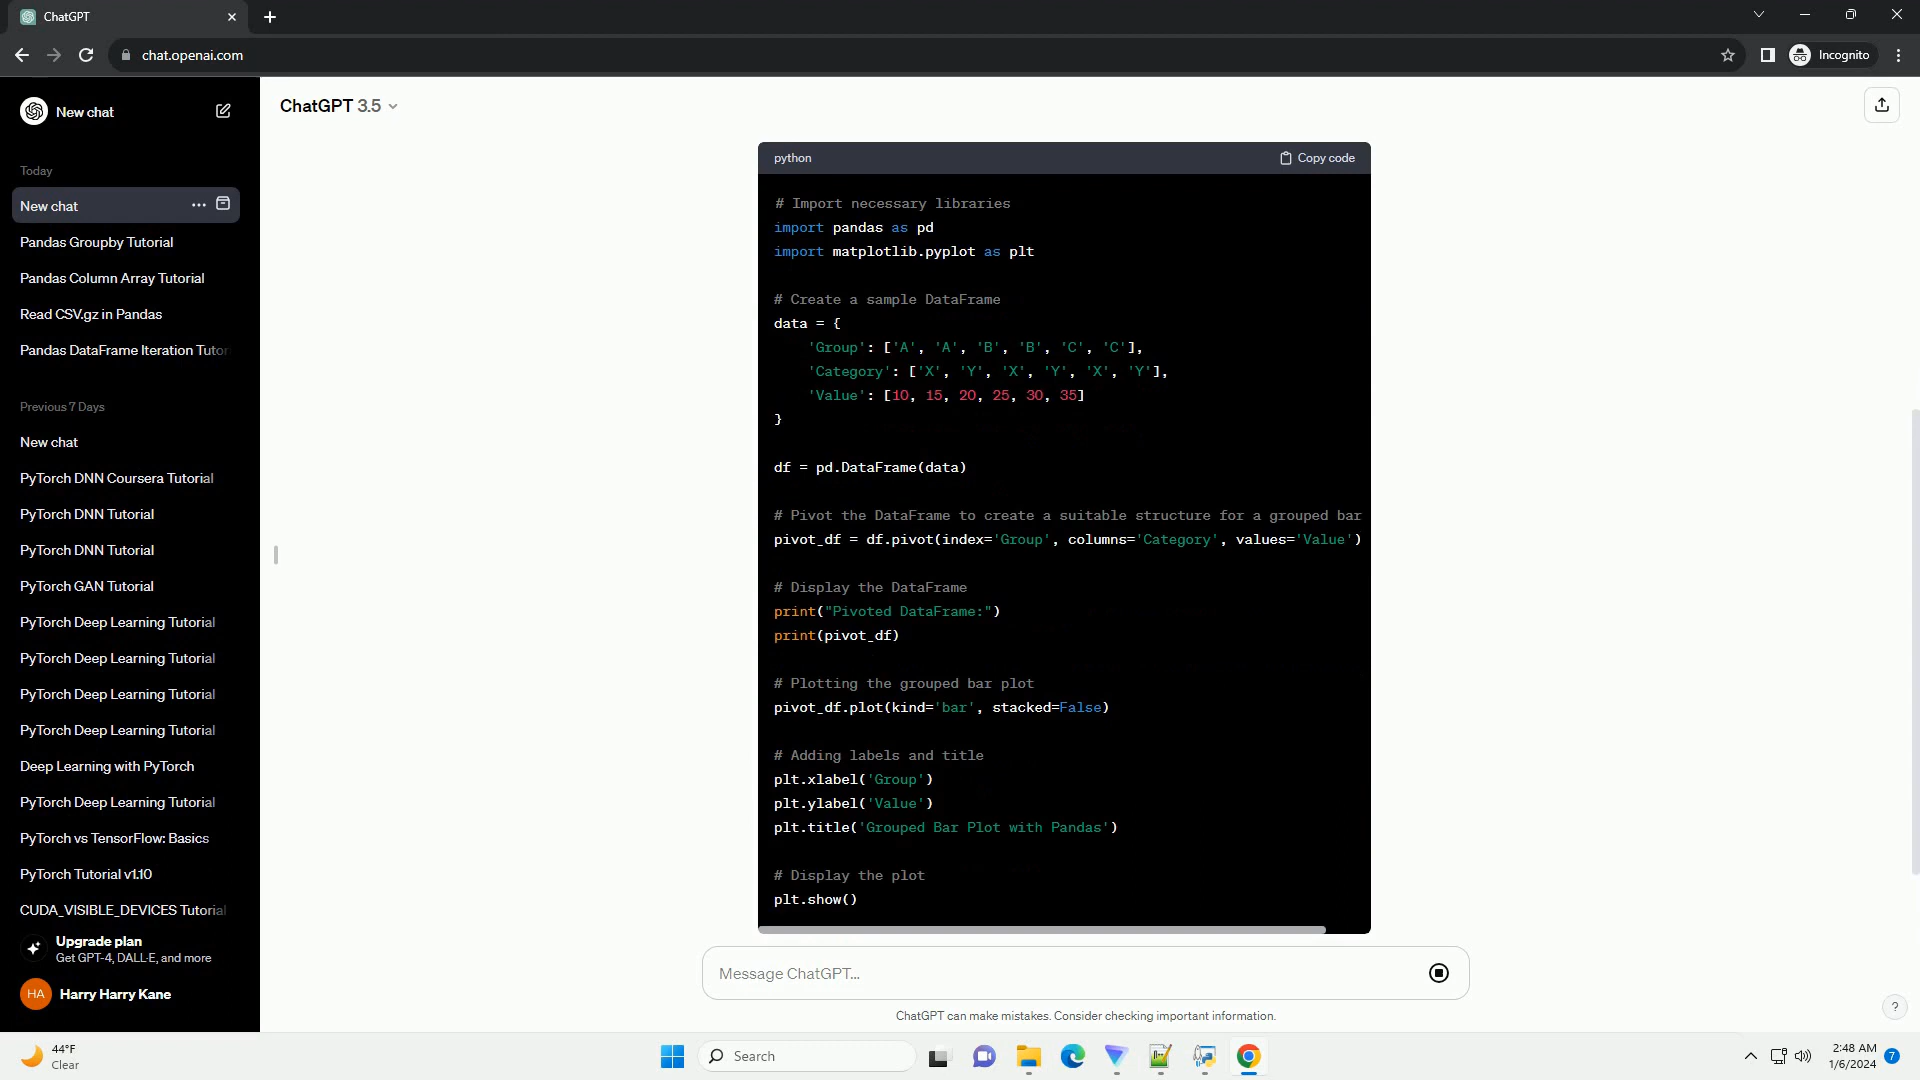 ChatGPT
chat.openai.com
Incognito
New chat
ChatGPT 3.5
Today
New chat
Pandas Groupby Tutorial
Pandas Column Array Tutorial
Read CSV.gz in Pandas
Pandas DataFrame Iteration Tutor
Previous 7 Days
New chat
PyTorch DNN Coursera Tutorial
PyTorch DNN Tutorial
PyTorch DNN Tutorial
PyTorch GAN Tutorial
PyTorch Deep Learning Tutorial
PyTorch Deep Learning Tutorial
PyTorch Deep Learning Tutorial
PyTorch Deep Learning Tutorial
Deep Learning with PyTorch
PyTorch Deep Learning Tutorial
PyTorch vs TensorFlow: Basics
PyTorch Tutorial v1.10
CUDA_VISIBLE_DEVICES Tutorial
Upgrade plan
Get GPT-4, DALL·E, and more
HA Harry Harry Kane
python Copy code
# Import necessary libraries
import pandas as pd
import matplotlib.pyplot as plt
# Create a sample DataFrame
data = {
'Group': ['A', 'A', 'B', 'B', 'C', 'C'],
'Category': ['X', 'Y', 'X', 'Y', 'X', 'Y'],
'Value': [10, 15, 20, 25, 30, 35]
}
df = pd.DataFrame(data)
# Pivot the DataFrame to create a suitable structure for a grouped bar
pivot_df = df.pivot(index='Group', columns='Category', values='Value')
# Display the DataFrame
print("Pivoted DataFrame:")
print(pivot_df)
# Plotting the grouped bar plot
pivot_df.plot(kind='bar', stacked=False)
# Adding labels and title
plt.xlabel('Group')
plt.ylabel('Value')
plt.title('Grouped Bar Plot with Pandas')
# Display the plot
plt.show()
Message ChatGPT...
ChatGPT can make mistakes. Consider checking important information.
?
44°F
Clear
Search
2:48 AM
1/6/2024
7